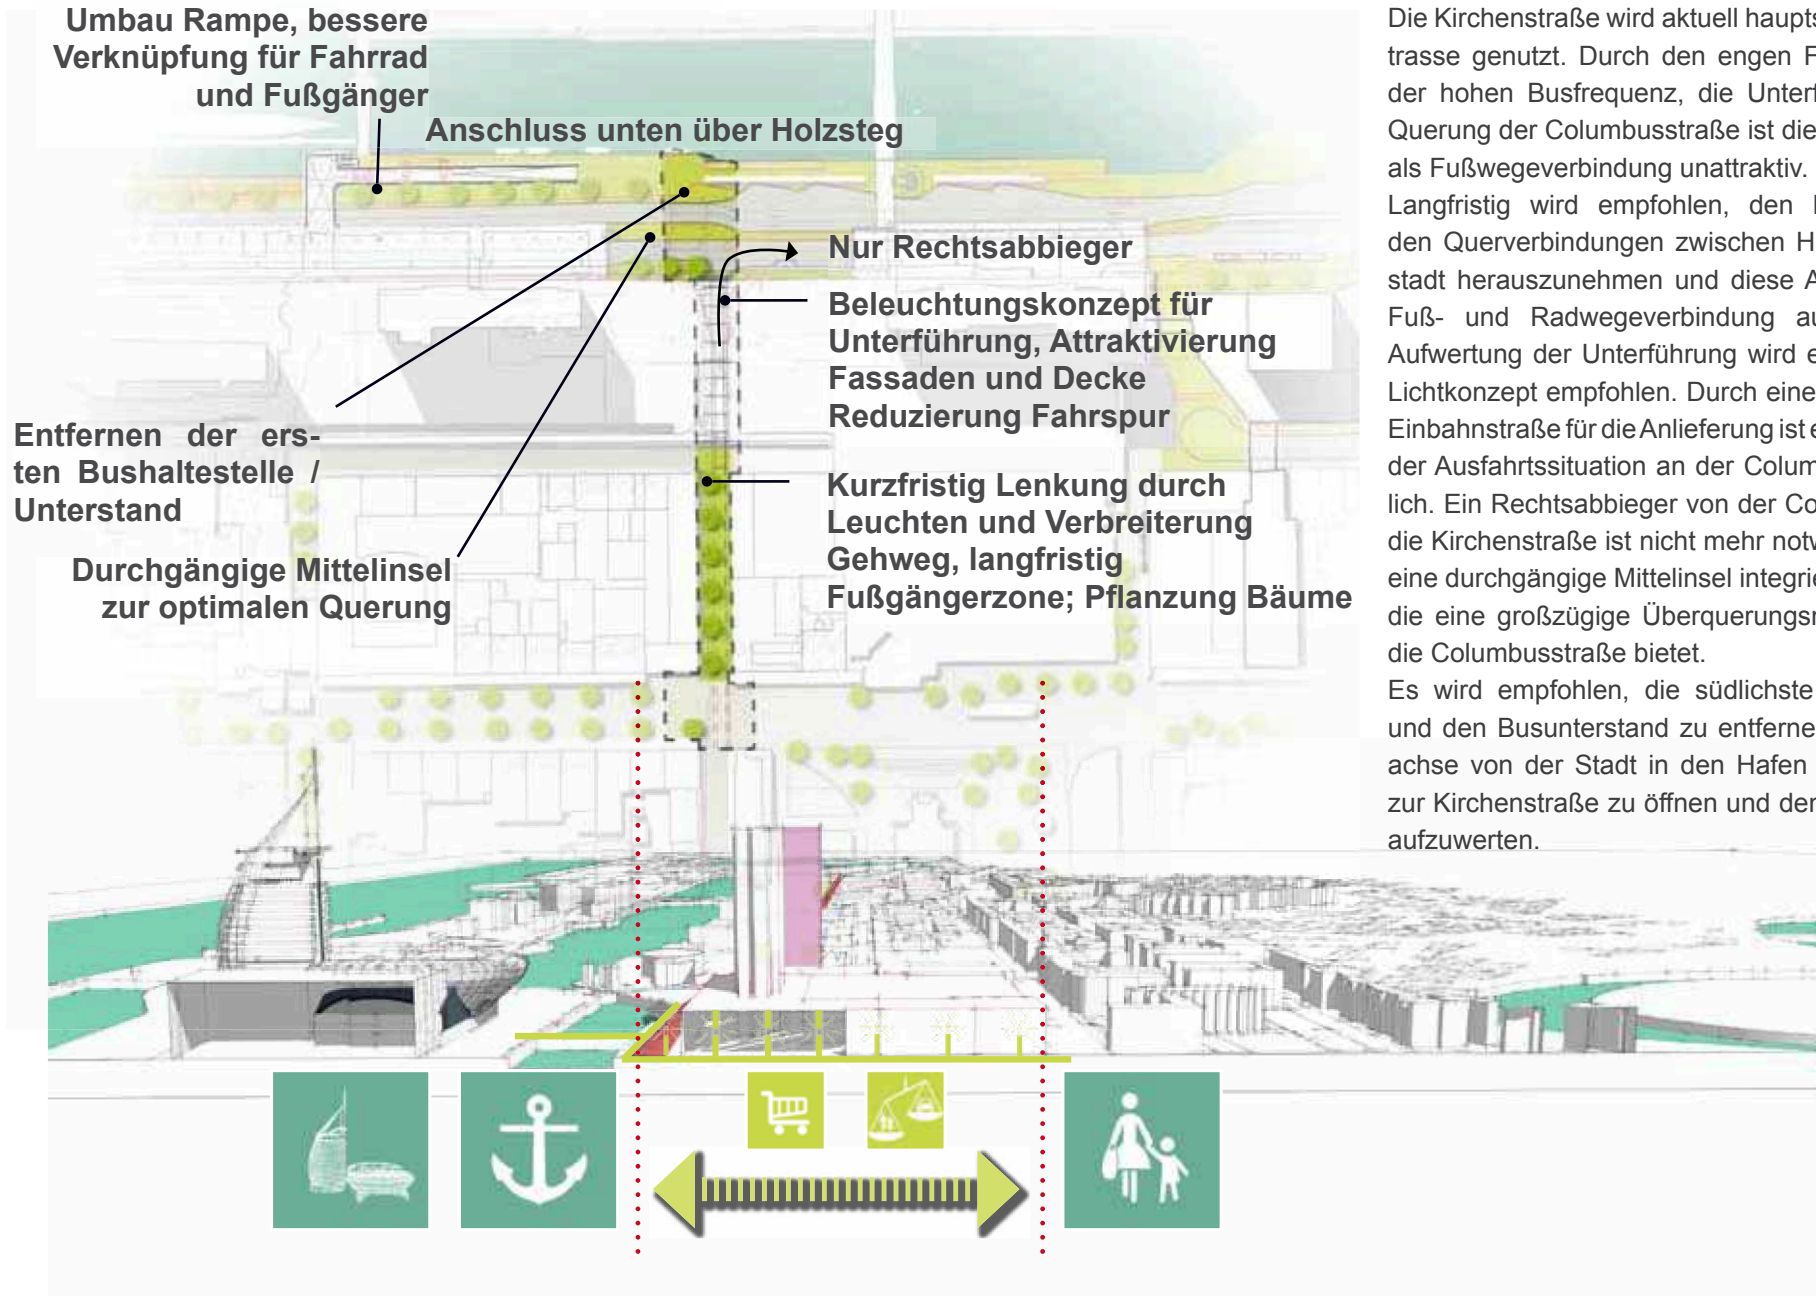 Umbau Rampe, bessere
Verknüpfung für Fahrrad
und Fußgänger
Anschluss unten über Holzsteg
Nur Rechtsabbieger
Beleuchtungskonzept für
Unterführung, Attraktivierung
Fassaden und Decke
Reduzierung Fahrspur
Entfernen der ers-
ten Bushaltestelle /
Unterstand
Kurzfristig Lenkung durch
Leuchten und Verbreiterung
Gehweg, langfristig
Fußgängerzone; Pflanzung Bäume
Durchgängige Mittelinsel
zur optimalen Querung
Die Kirchenstraße wird aktuell haupts
trasse genutzt. Durch den engen F
der hohen Busfrequenz, die Unterf
Querung der Columbusstraße ist die
als Fußwegeverbindung unattraktiv.
Langfristig wird empfohlen, den
den Querverbindungen zwischen H
stadt herauszunehmen und diese A
Fuß- und Radwegeverbindung au
Aufwertung der Unterführung wird e
Lichtkonzept empfohlen. Durch eine
Einbahnstraße für die Anlieferung ist e
der Ausfahrtssituation an der Colum
lich. Ein Rechtsabbieger von der Co
die Kirchenstraße ist nicht mehr notw
eine durchgängige Mittelinsel integrie
die eine großzügige Überquerungs
die Columbusstraße bietet.
Es wird empfohlen, die südlichste
und den Busunterstand zu entferne
achse von der Stadt in den Hafen
zur Kirchenstraße zu öffnen und der
aufzuwerten.